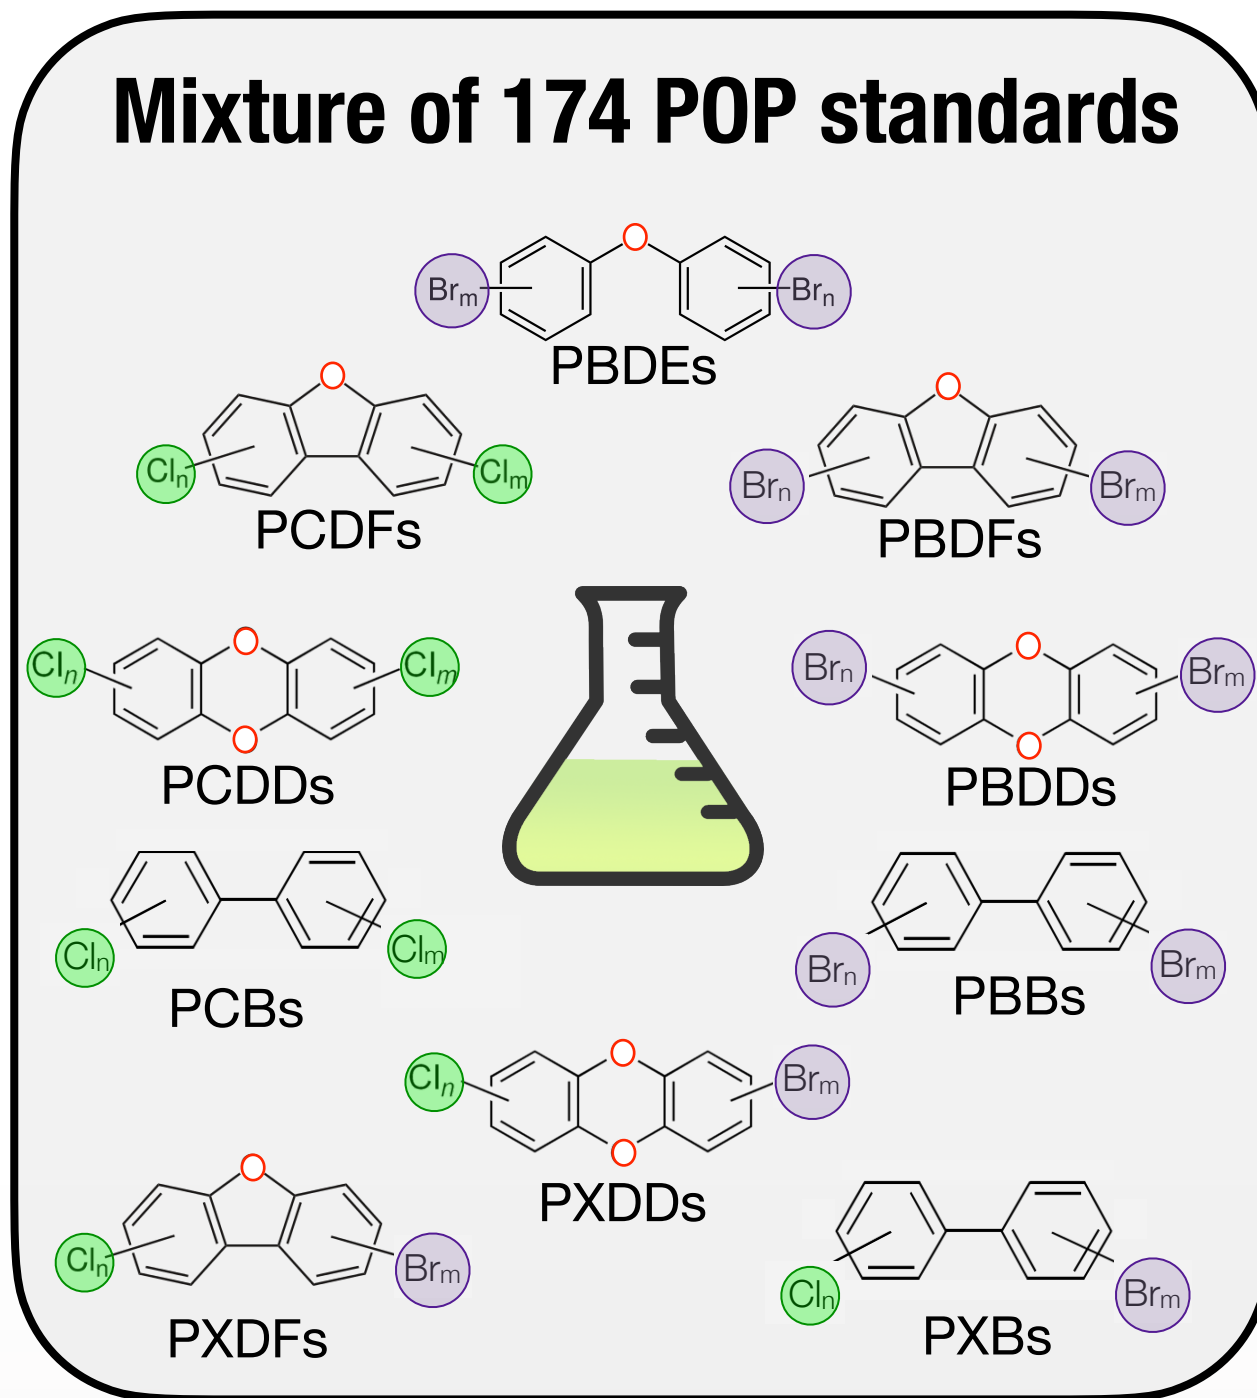 Mixture of 174 POP standards
O
Brm
Brn
PBDEs
O
Cln
Clm
PCDFs
O
Brn
Brm
PBDFs
Cln
O
O
Clm
PCDDs
Brn
O
O
Brm
PBDDs
Cln
Clm
PCBs
Brn
Brm
PBBs
Cln
O
O
Brm
PXDDs
O
Cln
Brm
PXDFs
Cln
Brm
PXBs